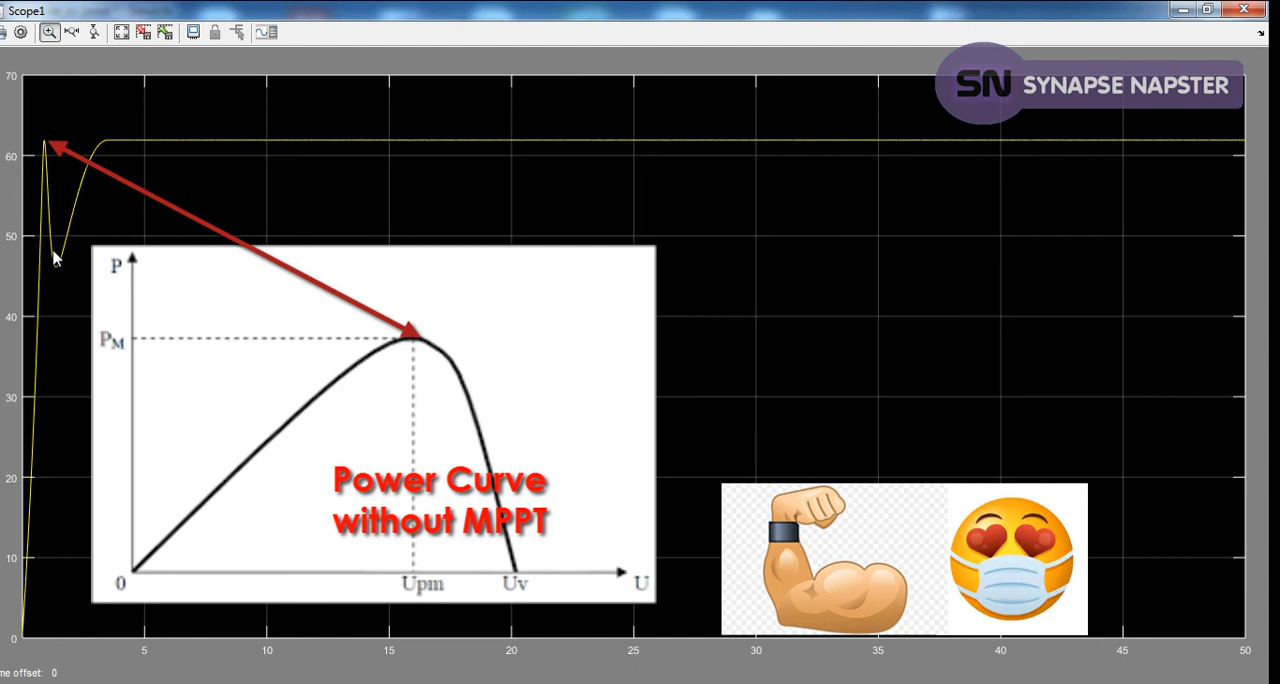 Scope1
SN SYNAPSE NAPSTER
70
60
50
40
30
20
10
0
P
P_M
Power Curve
without MPPT
0 Upm Uv U
5 10 15 20 25 30 35 40 45 50
me offset: 0